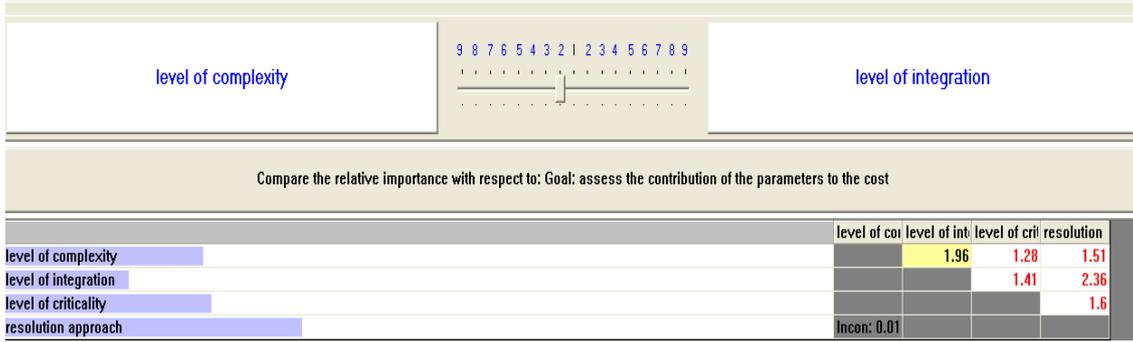 9 8 7 6 5 4 3 2 1 2 3 4 5 6 7 8 9
level of complexity level of integration
Compare the relative importance with respect to: Goal: assess the contribution of the parameters to the cost
level of cor level of inte level of crit resolution
level of complexity 1.96 1.28 1.51
level of integration 1.41 2.36
level of criticality 1.6
resolution approach Incon: 0.01